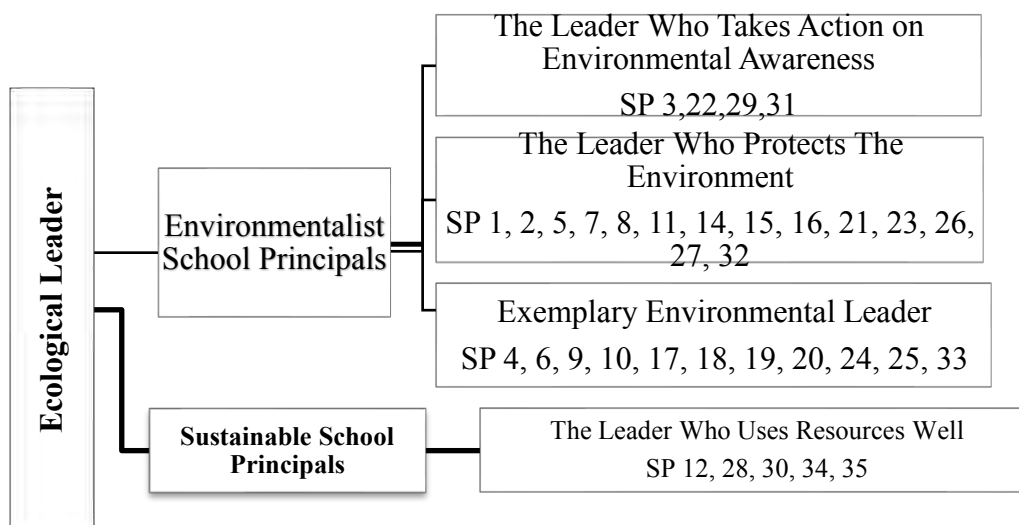 Ecological Leader
Environmentalist
School Principals
The Leader Who Takes Action on
Environmental Awareness
SP 3,22,29,31
The Leader Who Protects The
Environment
SP 1, 2, 5, 7, 8, 11, 14, 15, 16, 21, 23, 26,
27, 32
Exemplary Environmental Leader
SP 4, 6, 9, 10, 17, 18, 19, 20, 24, 25, 33
Sustainable School
Principals
The Leader Who Uses Resources Well
SP 12, 28, 30, 34, 35